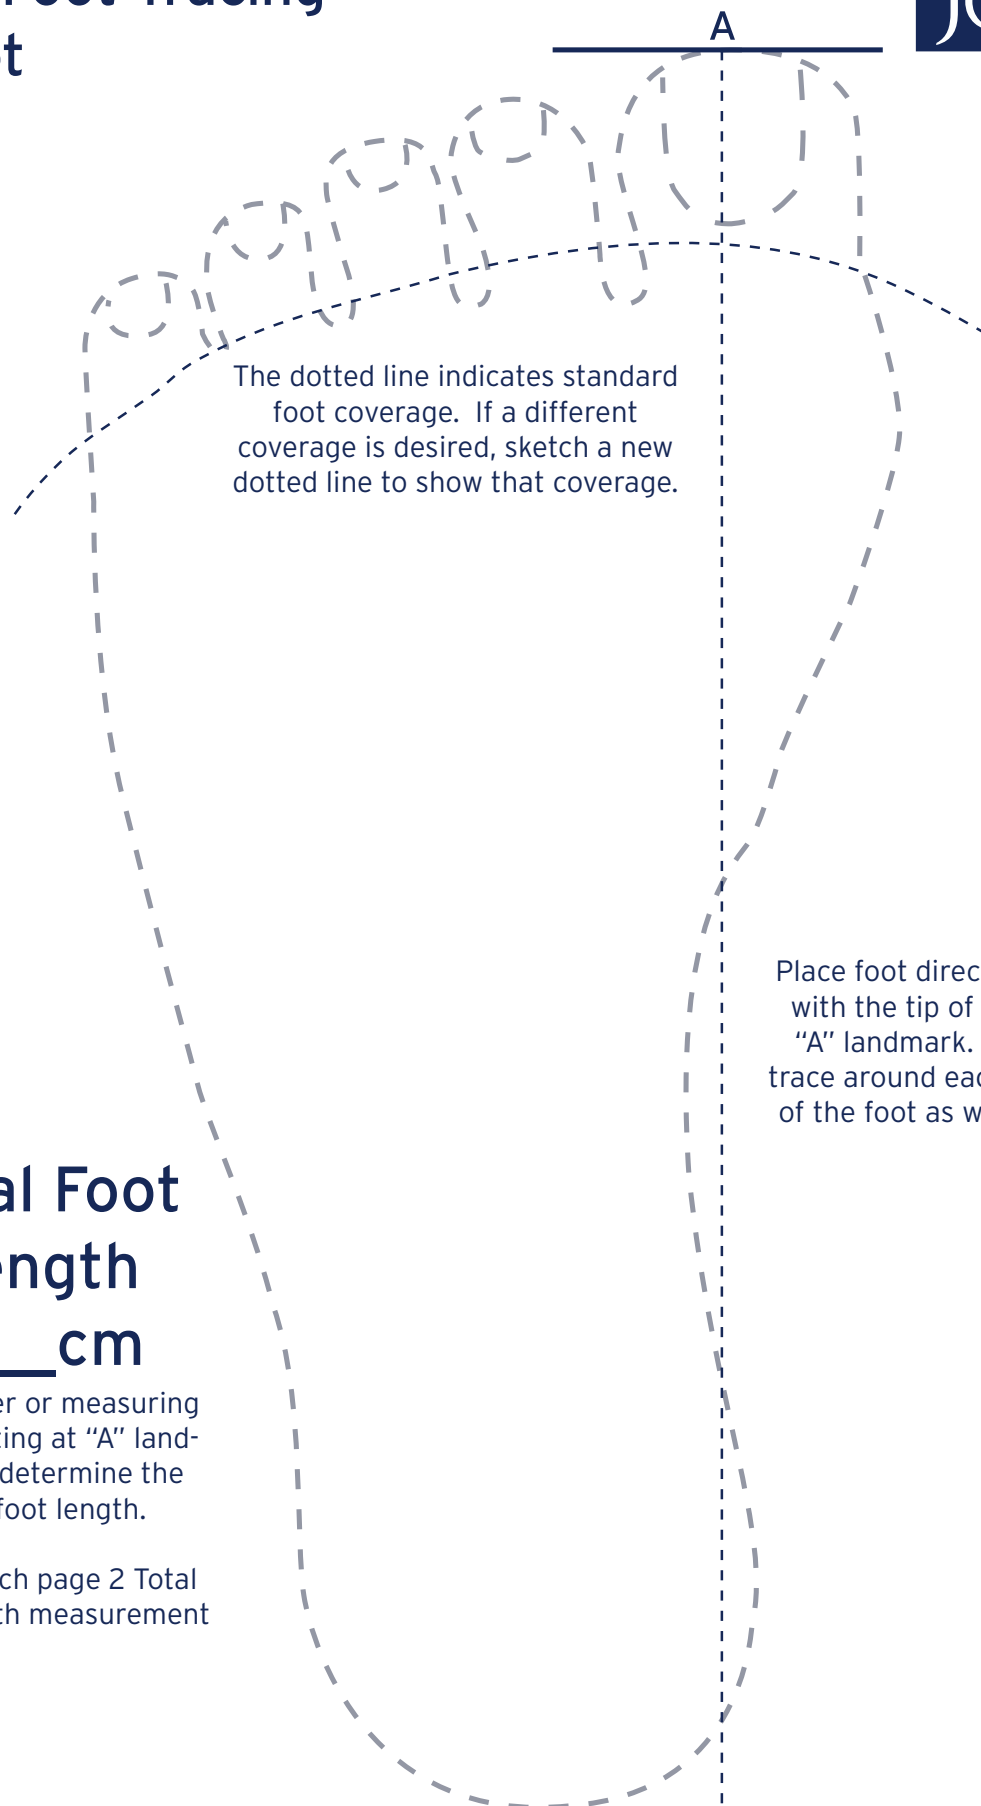 Foot Tracing
A
The dotted line indicates standard
foot coverage. If a different
coverage is desired, sketch a new
dotted line to show that coverage.
Place foot direc
with the tip of
“A” landmark.
trace around eac
of the foot as w
al Foot
ength
__cm
er or measuring
ting at “A” land-
determine the
foot length.
ch page 2 Total
th measurement